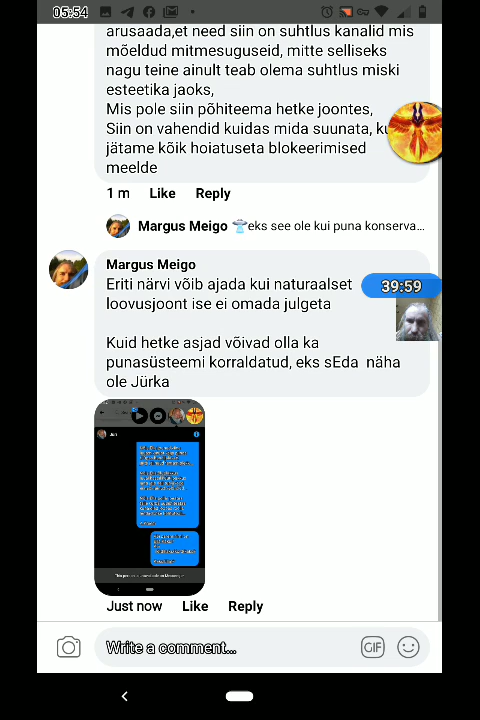 05:54
arusaada,et need siin on suhtlus kanalid mis
mõeldud mitmesuguseid, mitte selliseks
nagu teine ainult teab olema suhtlus miski
esteetika jaoks,
Mis pole siin põhiteema hetke joontes,
Siin on vahendid kuidas mida suunata,
jätame kõik hoiatuseta blokeerimised
meelde
1 m Like Reply
Margus Meigo 🛸eks see ole kui puna konserva...
Margus Meigo
Eriti närvi võib ajada kui naturaalset
loovusjoont ise ei omada julgeta
39:59
Kuid hetke asjad võivad olla ka
punasüsteemi korraldatud, eks sEda näha
ole Jürka
Just now Like Reply
Write a comment...
GIF